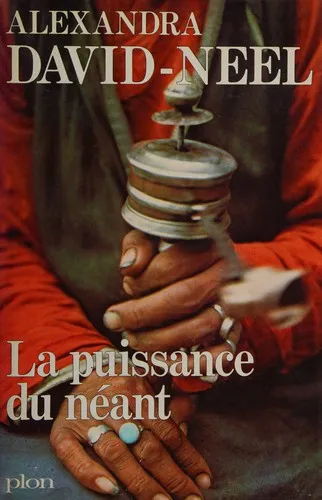 ALEXANDRA
DAVID-NEEL
La puissance
du néant
plon